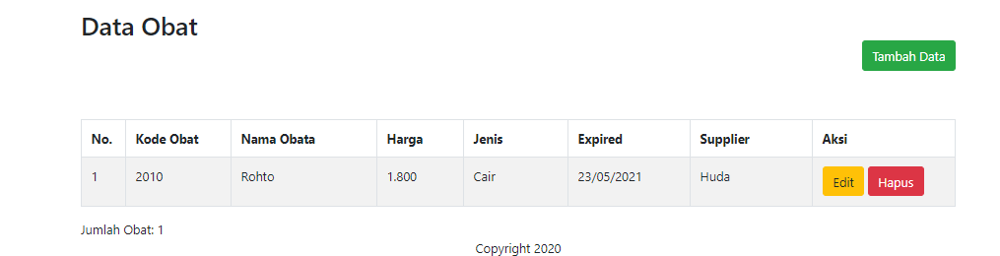 Data Obat
Tambah Data
No. Kode Obat Nama Obata Harga Jenis Expired Supplier Aksi
1 2010 Rohto 1.800 Cair 23/05/2021 Huda Edit Hapus
Jumlah Obat: 1
Copyright 2020